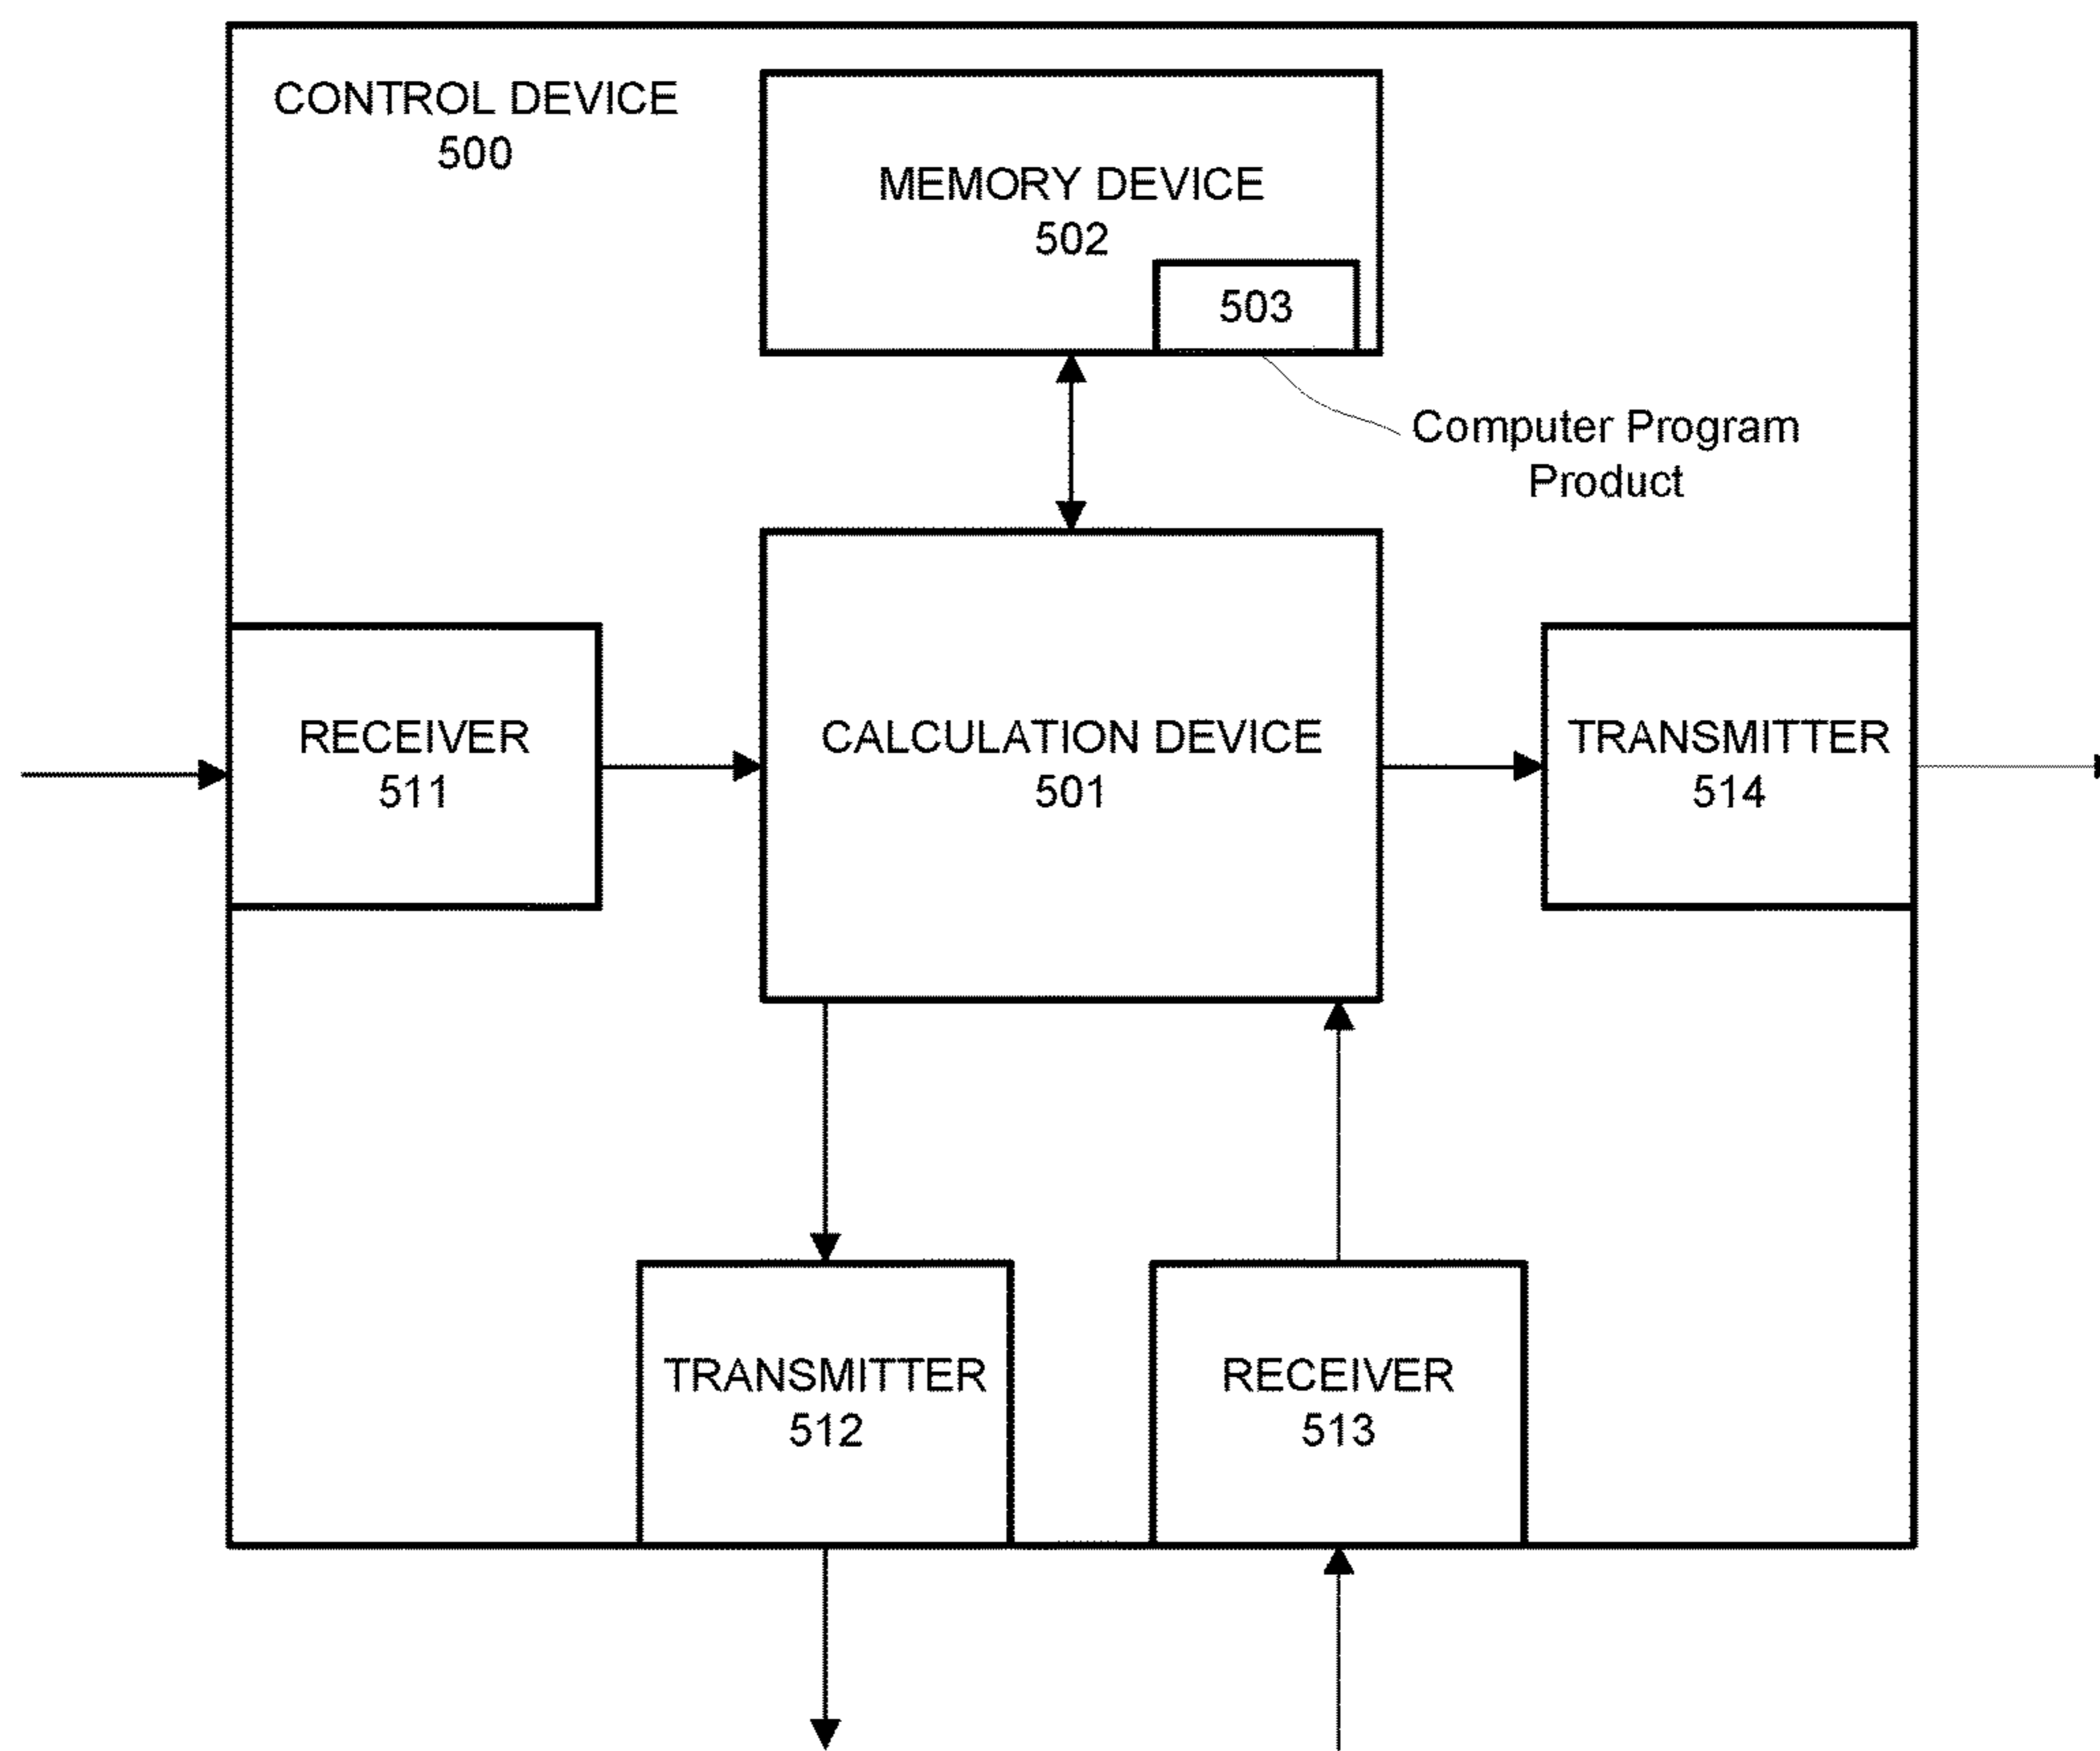 CONTROL DEVICE
500
MEMORY DEVICE
502
503
Computer Program
Product
RECEIVER
511
CALCULATION DEVICE
501
TRANSMITTER
514
TRANSMITTER
512
RECEIVER
513